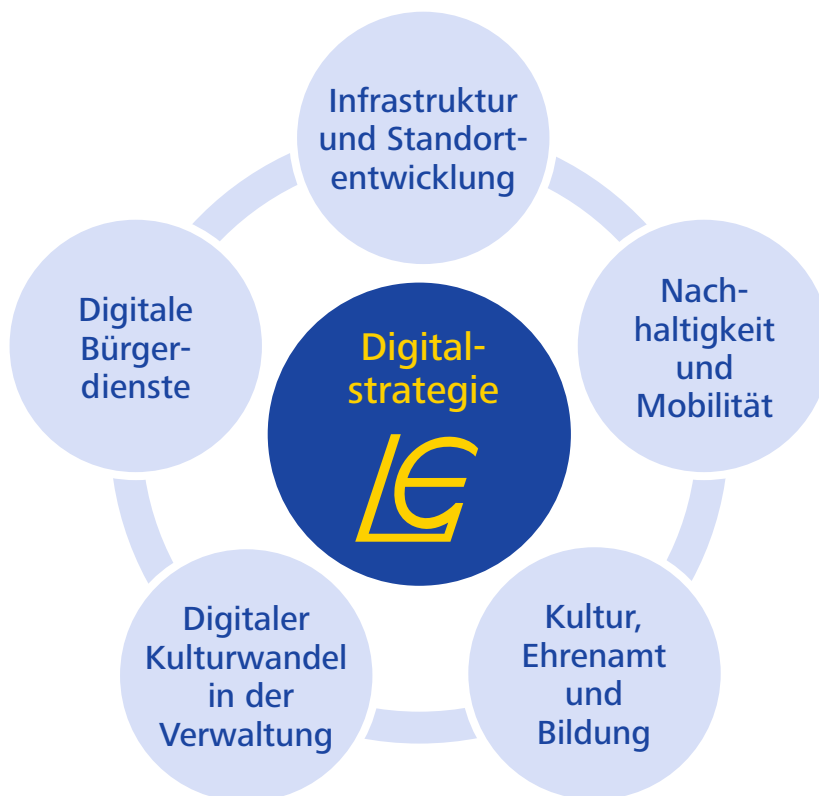 Infrastruktur
und Standort-
entwicklung
Nach-
haltigkeit
und
Mobilität
Kultur,
Ehrenamt
und
Bildung
Digitaler
Kulturwandel
in der
Verwaltung
Digitale
Bürger-
dienste
Digital-
strategie
LE